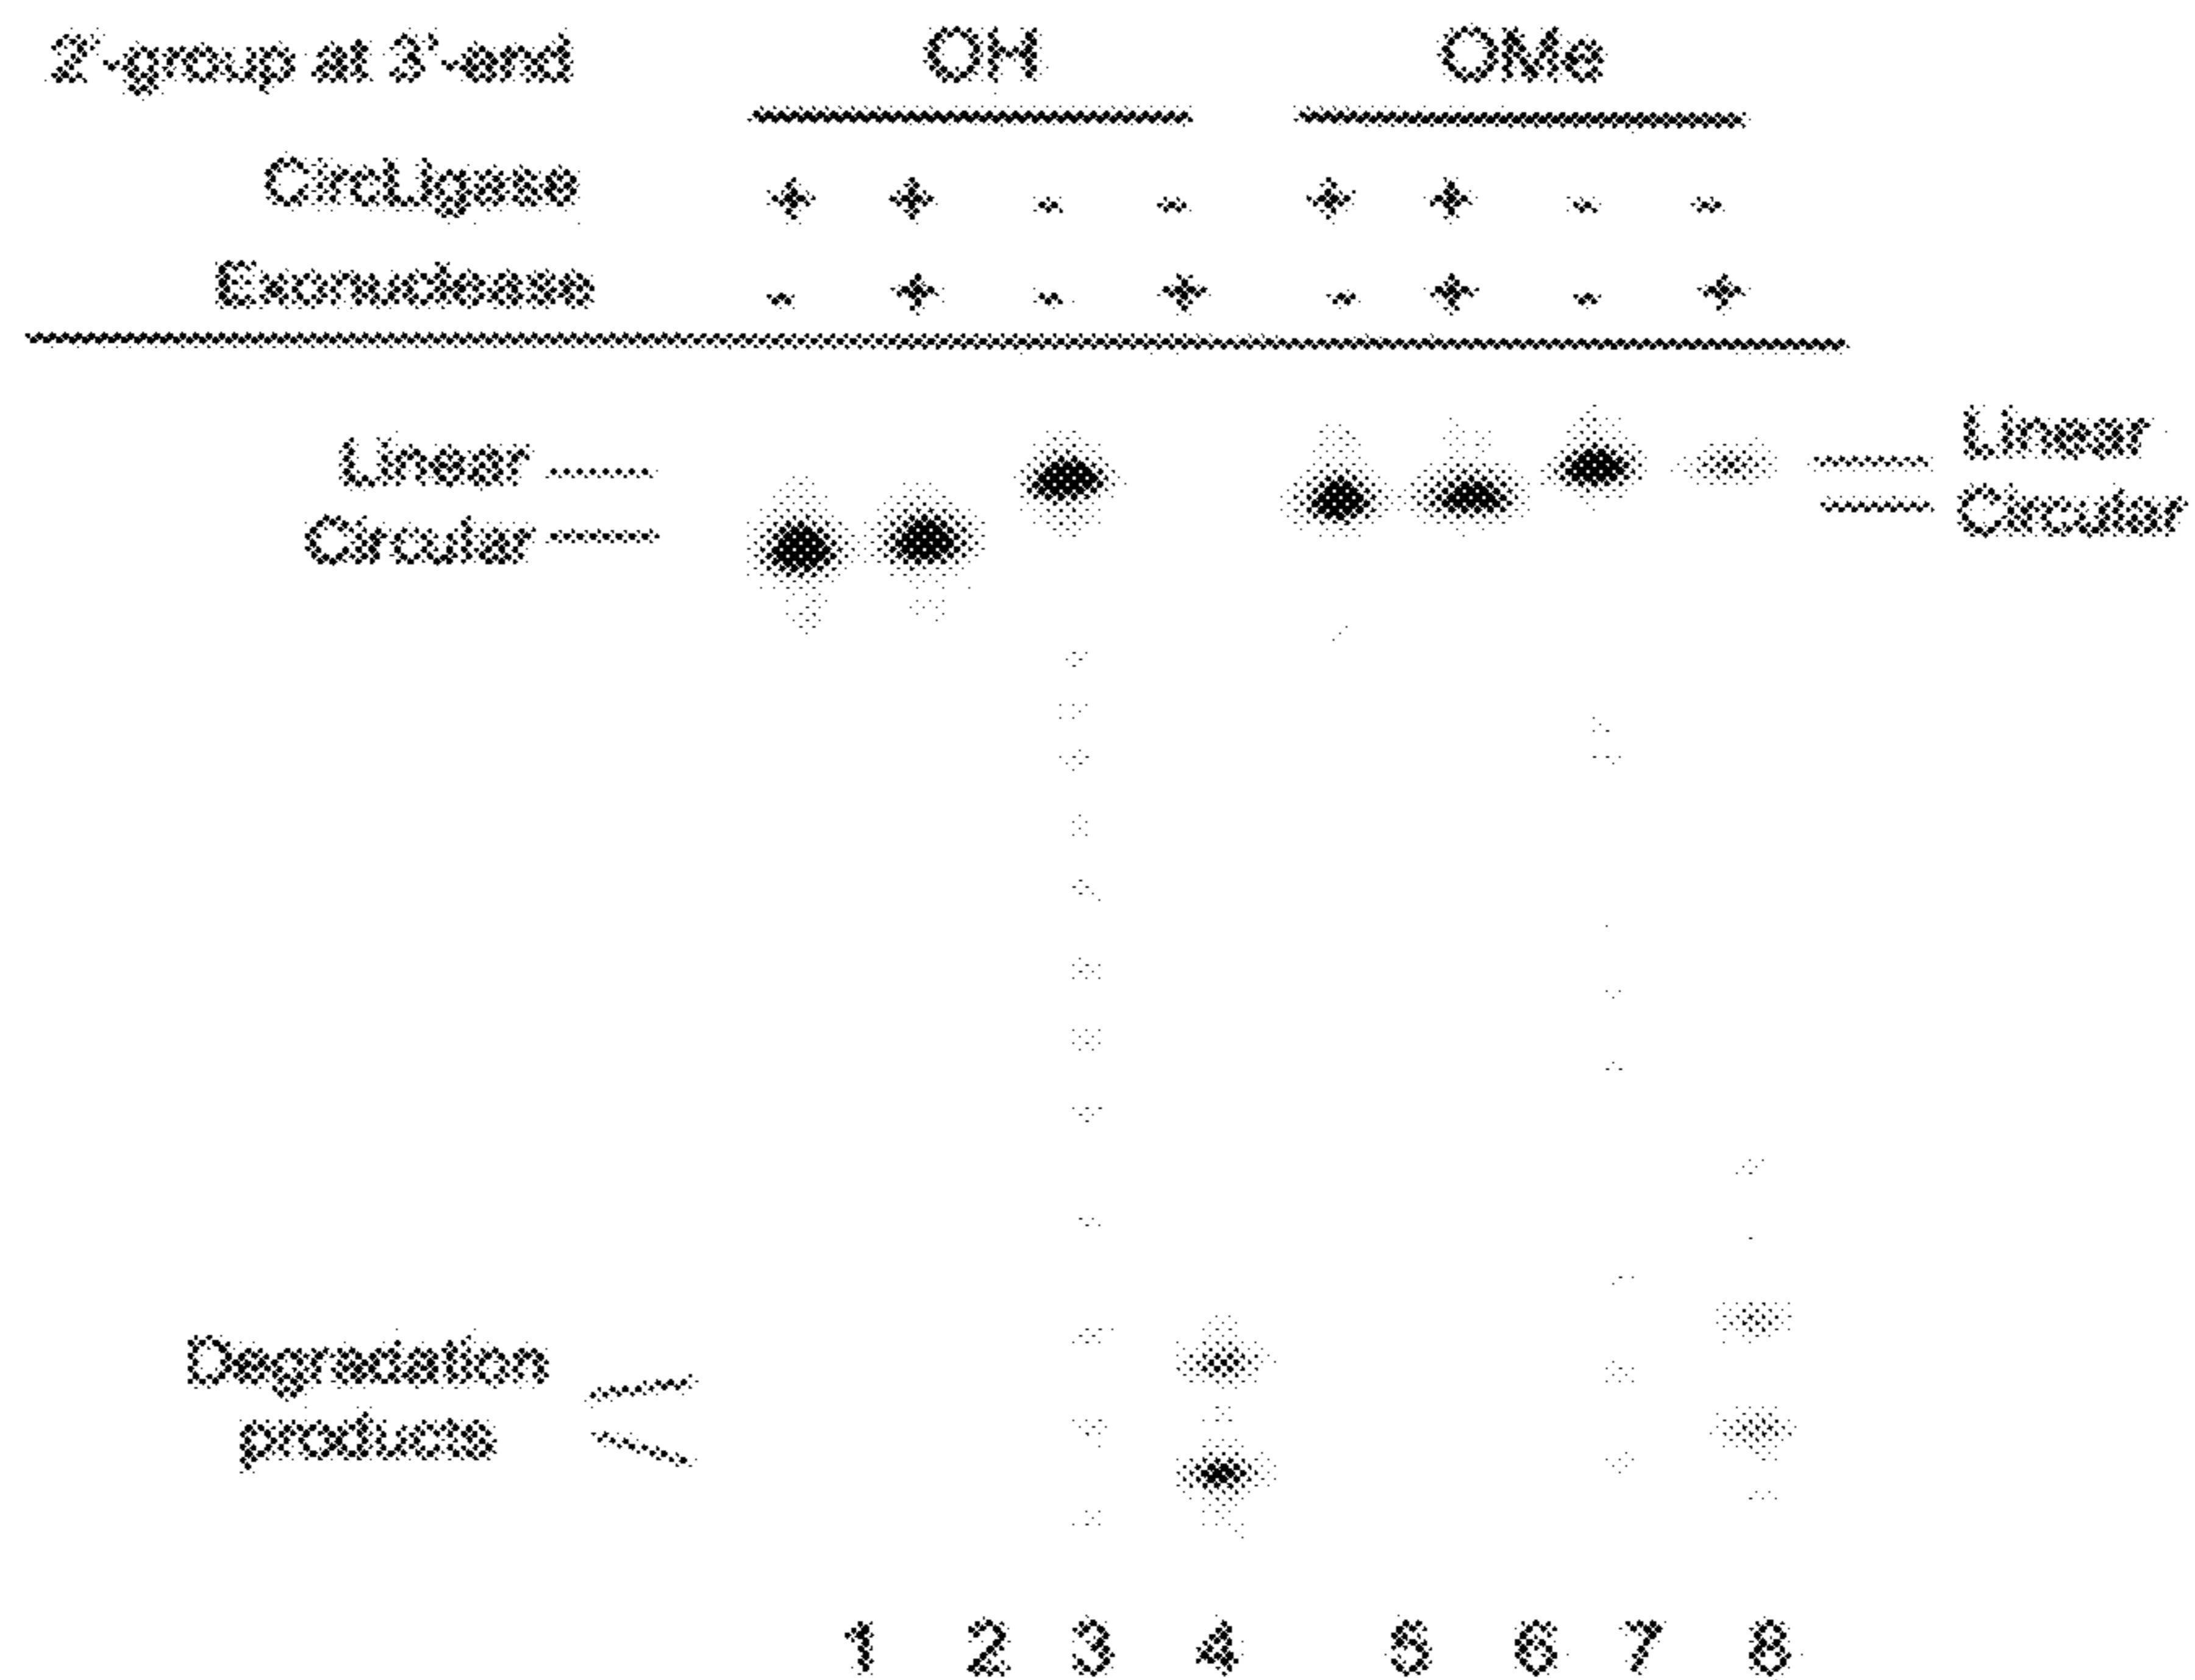 2'-group at 3'-end OH OMe
CircLigase + + - - + + - -
Exonuclease - + - + - + - +
Linear Linear
Circular Circular
Degradation
products
1 2 3 4 5 6 7 8